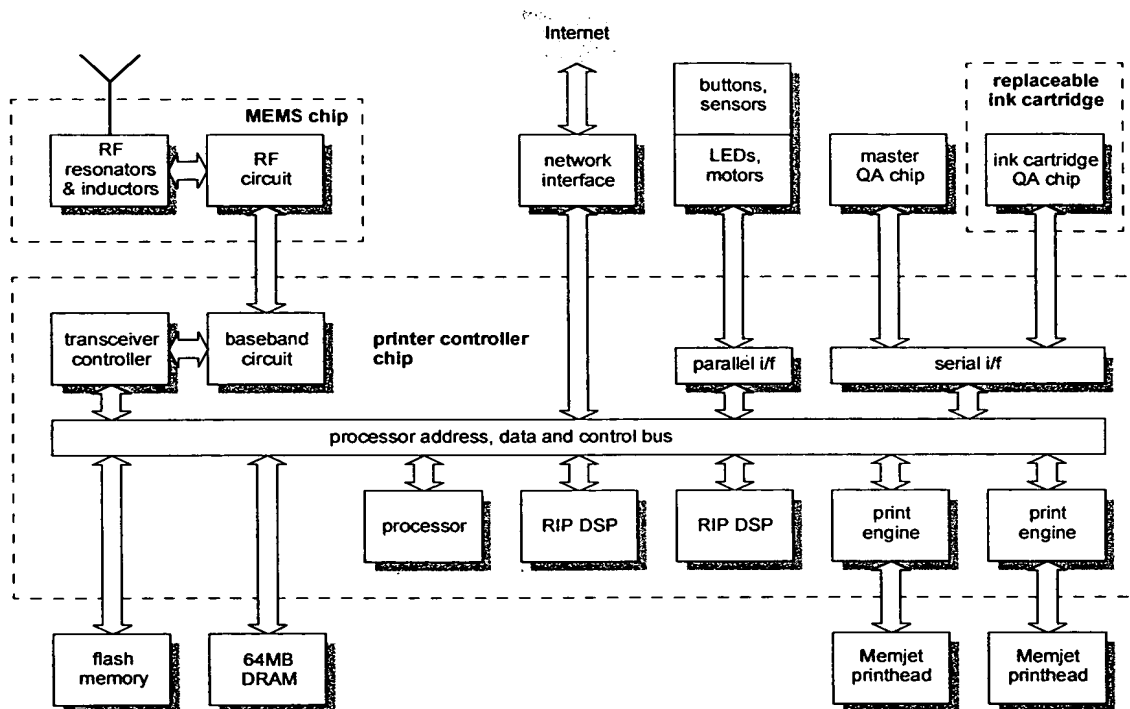 Internet
buttons,
sensors
replaceable
ink cartridge
MEMS chip
RF
resonators
& inductors
RF
circuit
network
interface
LEDs,
motors
master
QA chip
ink cartridge
QA chip
transceiver
controller
baseband
circuit
printer controller
chip
parallel i/f
serial i/f
processor address, data and control bus
processor
RIP DSP
RIP DSP
print
engine
print
engine
flash
memory
64MB
DRAM
Memjet
printhead
Memjet
printhead